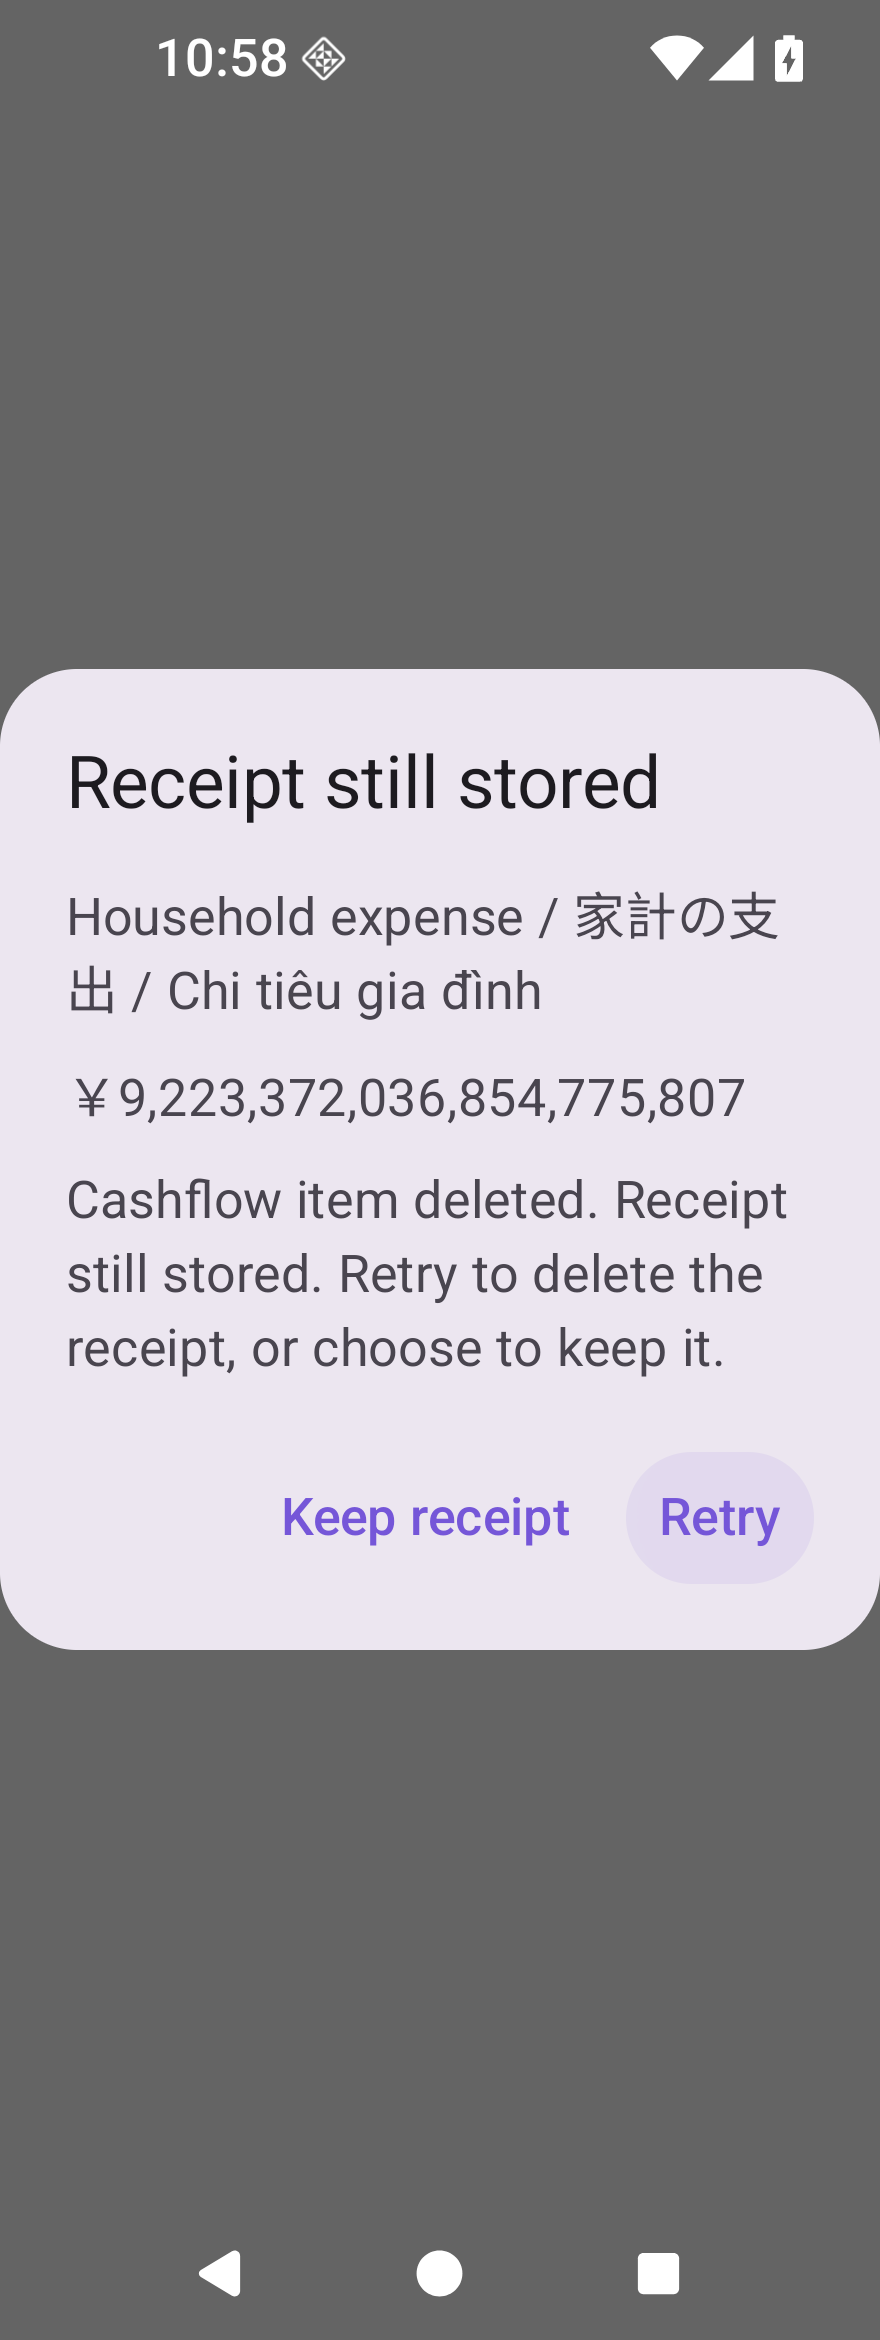 10:58
Receipt still stored
Household expense / 家計の支
出 / Chi tiêu gia đình
￥9,223,372,036,854,775,807
Cashflow item deleted. Receipt
still stored. Retry to delete the
receipt, or choose to keep it.
Keep receipt Retry